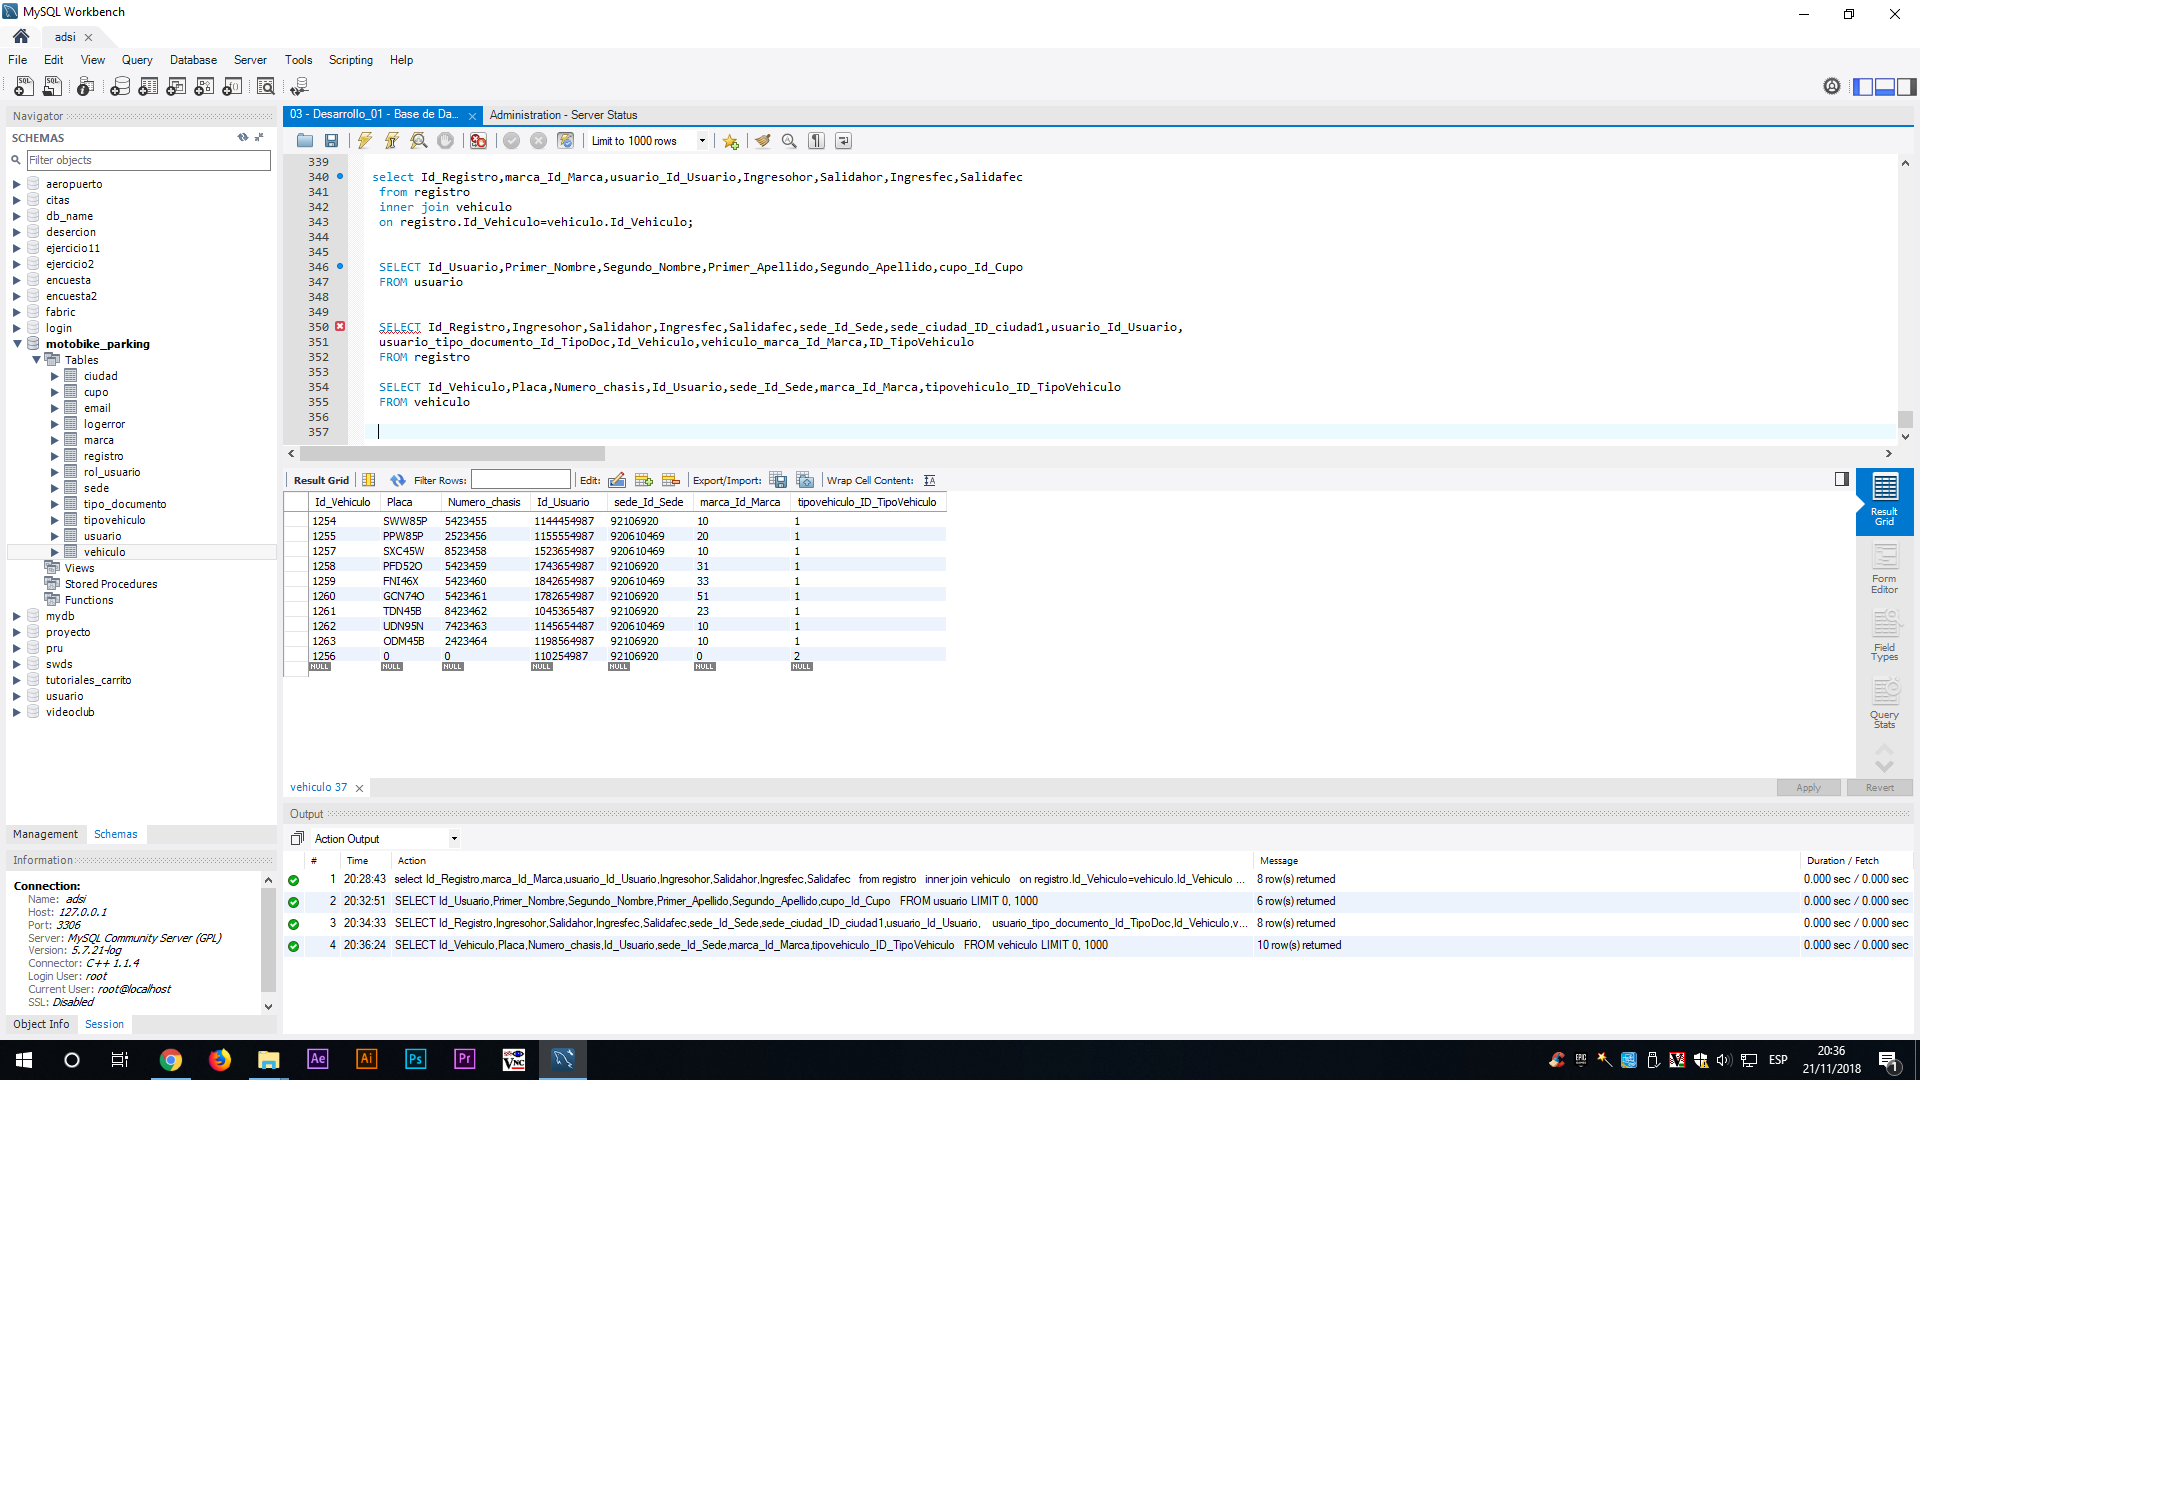 MySQL Workbench
adsi
File Edit View Query Database Server Tools Scripting Help
Navigator
SCHEMAS
Filter objects
aeropuerto
citas
db_name
desercion
ejercicio11
ejercicio2
encuesta
encuesta2
fabric
login
motobike_parking
Tables
ciudad
cupo
email
logerror
marca
registro
rol_usuario
sede
tipo_documento
tipovehiculo
usuario
vehiculo
Views
Stored Procedures
Functions
mydb
proyecto
pru
swds
tutoriales_carrito
usuario
videoclub
Management Schemas
Information
Connection:
Name: adsi
Host: 127.0.0.1
Port: 3306
Server: MySQL Community Server (GPL)
Version: 5.7.21-log
Connector: C++ 1.1.4
Login User: root
Current User: root@localhost
SSL: Disabled
Object Info Session
03 - Desarrollo_01 - Base de Da... Administration - Server Status
Limit to 1000 rows
339
340 select Id_Registro,marca_Id_Marca,usuario_Id_Usuario,Ingresohor,Salidahor,Ingresfec,Salidafec
341 from registro
342 inner join vehiculo
343 on registro.Id_Vehiculo=vehiculo.Id_Vehiculo;
344
345
346 SELECT Id_Usuario,Primer_Nombre,Segundo_Nombre,Primer_Apellido,Segundo_Apellido,cupo_Id_Cupo
347 FROM usuario
348
349
350 SELECT Id_Registro,Ingresohor,Salidahor,Ingresfec,Salidafec,sede_Id_Sede,sede_ciudad_ID_ciudad1,usuario_Id_Usuario,
351 usuario_tipo_documento_Id_TipoDoc,Id_Vehiculo,vehiculo_marca_Id_Marca,ID_TipoVehiculo
352 FROM registro
353
354 SELECT Id_Vehiculo,Placa,Numero_chasis,Id_Usuario,sede_Id_Sede,marca_Id_Marca,tipovehiculo_ID_TipoVehiculo
355 FROM vehiculo
356
357
Result Grid Filter Rows: Edit: Export/Import: Wrap Cell Content:
Id_Vehiculo Placa Numero_chasis Id_Usuario sede_Id_Sede marca_Id_Marca tipovehiculo_ID_TipoVehiculo
1254 SWW85P 5423455 1144454987 92106920 10 1
1255 PPW85P 2523456 1155554987 920610469 20 1
1257 SXC45W 8523458 1523654987 920610469 10 1
1258 PFD52O 5423459 1743654987 92106920 31 1
1259 FNI46X 5423460 1842654987 920610469 33 1
1260 GCN74O 5423461 1782654987 92106920 51 1
1261 TDN45B 8423462 1045365487 92106920 23 1
1262 UDN95N 7423463 1145654487 920610469 10 1
1263 ODM45B 2423464 1198564987 92106920 10 1
1256 0 0 110254987 92106920 0 2
NULL NULL NULL NULL NULL NULL NULL
Result Grid
Form Editor
Field Types
Query Stats
vehiculo 37
Apply Revert
Output
Action Output
# Time Action Message Duration / Fetch
1 20:28:43 select Id_Registro,marca_Id_Marca,usuario_Id_Usuario,Ingresohor,Salidahor,Ingresfec,Salidafec from registro inner join vehiculo on registro.Id_Vehiculo=vehiculo.Id_Vehiculo ... 8 row(s) returned 0.000 sec / 0.000 sec
2 20:32:51 SELECT Id_Usuario,Primer_Nombre,Segundo_Nombre,Primer_Apellido,Segundo_Apellido,cupo_Id_Cupo FROM usuario LIMIT 0, 1000 6 row(s) returned 0.000 sec / 0.000 sec
3 20:34:33 SELECT Id_Registro,Ingresohor,Salidahor,Ingresfec,Salidafec,sede_Id_Sede,sede_ciudad_ID_ciudad1,usuario_Id_Usuario, usuario_tipo_documento_Id_TipoDoc,Id_Vehiculo,v... 8 row(s) returned 0.000 sec / 0.000 sec
4 20:36:24 SELECT Id_Vehiculo,Placa,Numero_chasis,Id_Usuario,sede_Id_Sede,marca_Id_Marca,tipovehiculo_ID_TipoVehiculo FROM vehiculo LIMIT 0, 1000 10 row(s) returned 0.000 sec / 0.000 sec
Ae Ai Ps Pr VNC
EPIC
ESP
20:36
21/11/2018
1